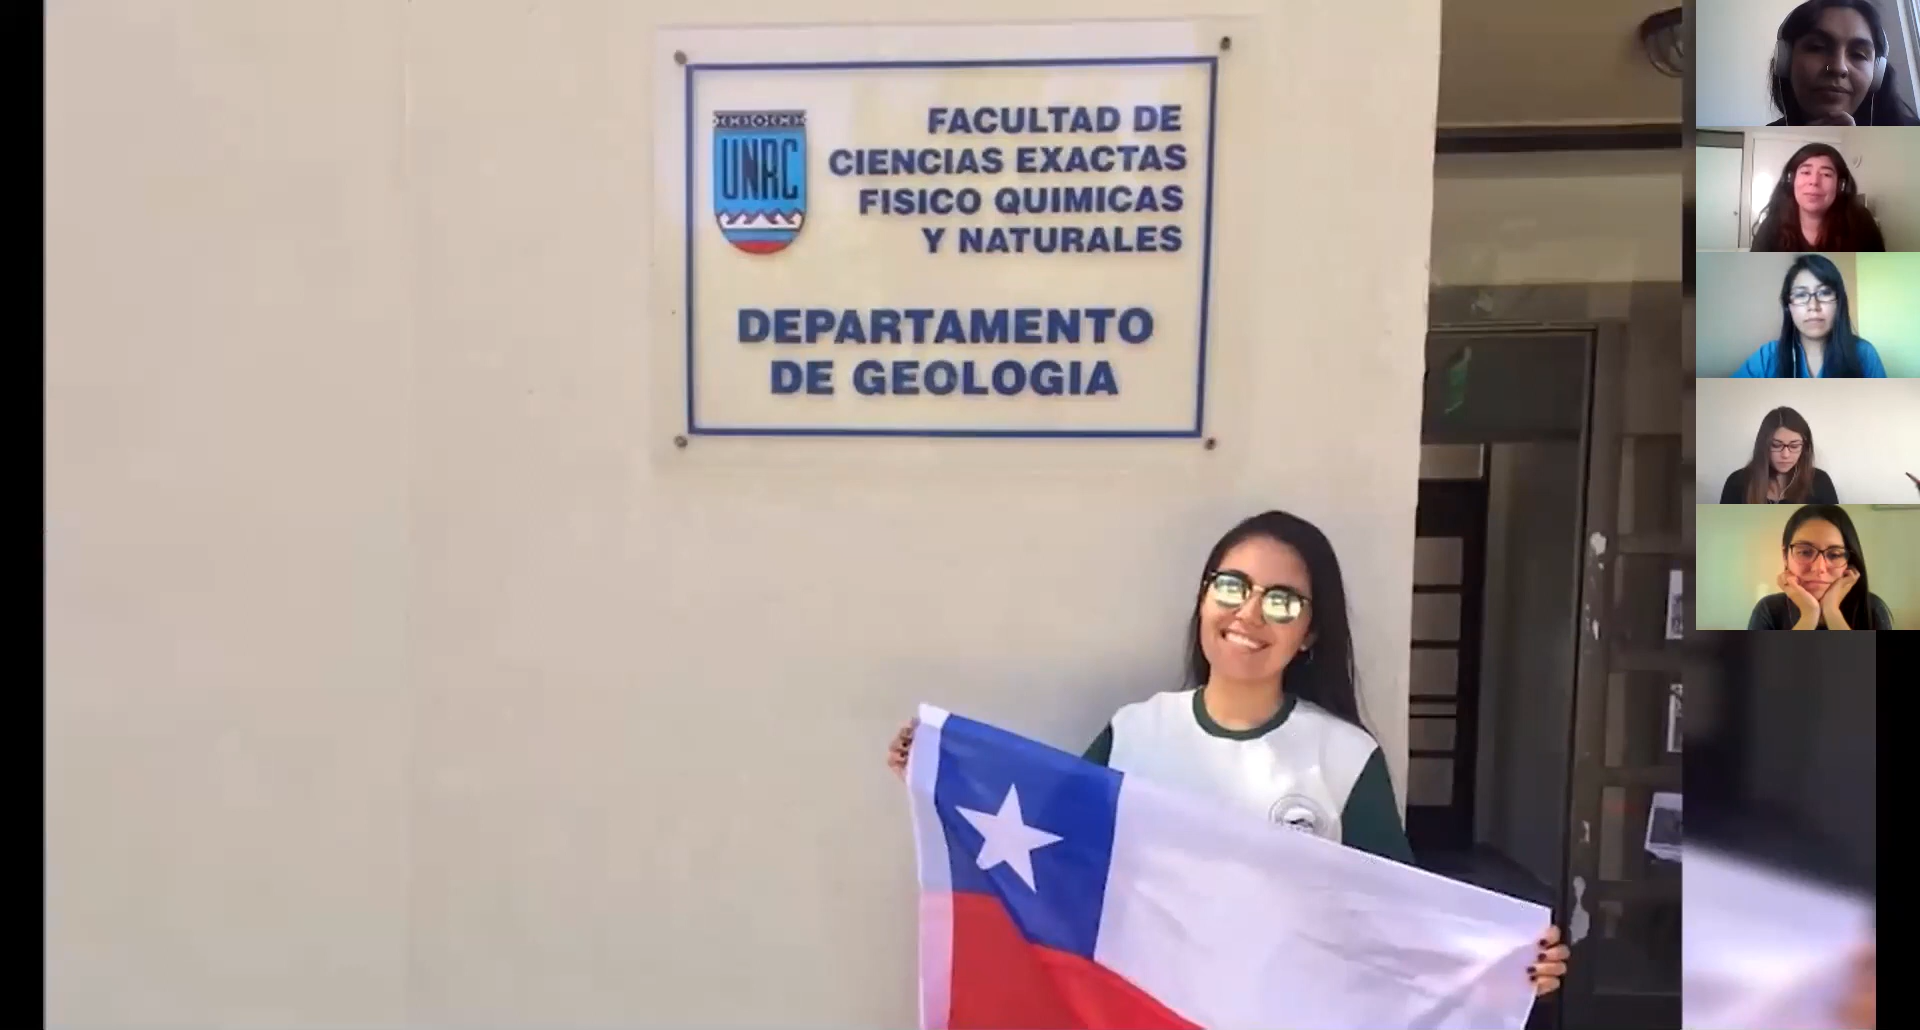 UNRC
FACULTAD DE
CIENCIAS EXACTAS
FISICO QUIMICAS
Y NATURALES
DEPARTAMENTO
DE GEOLOGIA